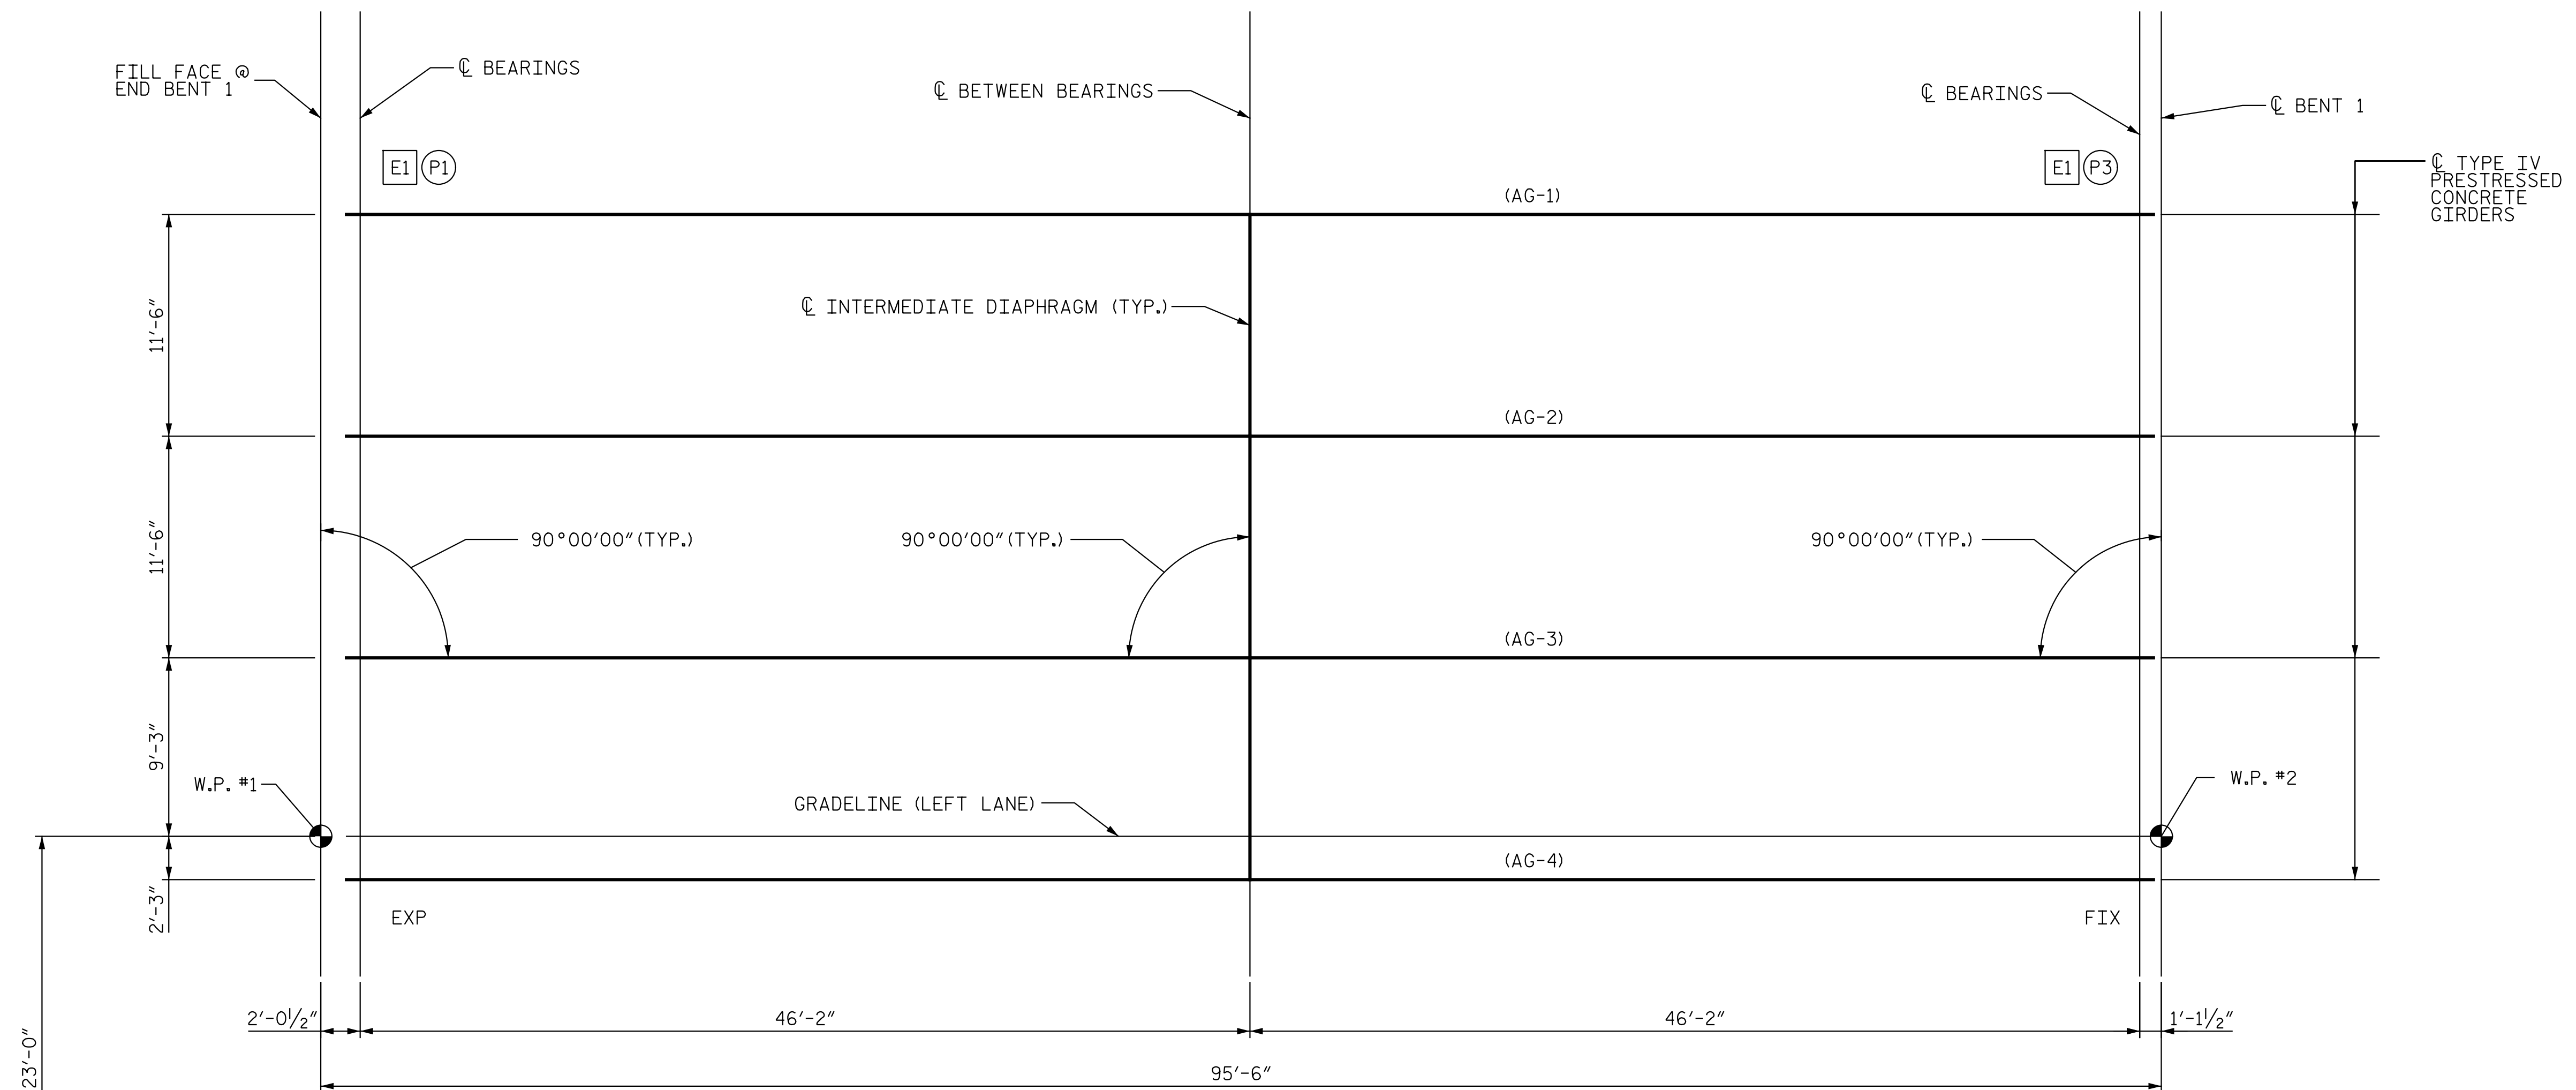 FILL FACE @
END BENT 1
℄ BEARINGS
℄ BETWEEN BEARINGS
℄ BEARINGS
℄ BENT 1
E1 P1
E1 P3
℄ TYPE IV
PRESTRESSED
CONCRETE
GIRDERS
(AG-1)
11'-6"
℄ INTERMEDIATE DIAPHRAGM (TYP.)
(AG-2)
11'-6"
90°00'00"(TYP.)
90°00'00"(TYP.)
90°00'00"(TYP.)
(AG-3)
9'-3"
W.P. #1
GRADELINE (LEFT LANE)
W.P. #2
(AG-4)
2'-3"
EXP
FIX
2'-0½"
46'-2"
46'-2"
1'-1½"
23'-0"
95'-6"